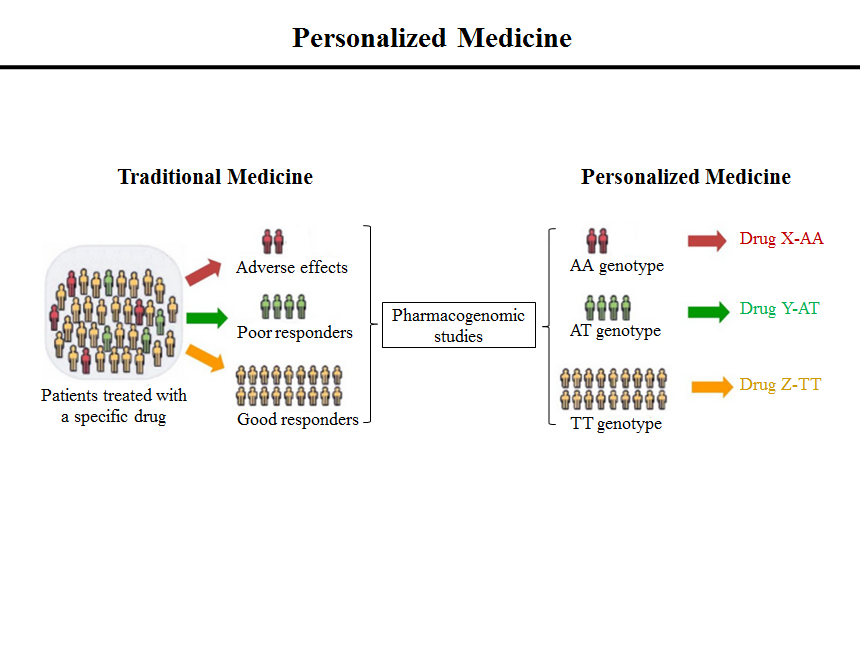 Personalized Medicine
Traditional Medicine
Patients treated with
a specific drug
Adverse effects
Poor responders
Good responders
Pharmacogenomic
studies
Personalized Medicine
AA genotype
AT genotype
TT genotype
Drug X-AA
Drug Y-AT
Drug Z-TT